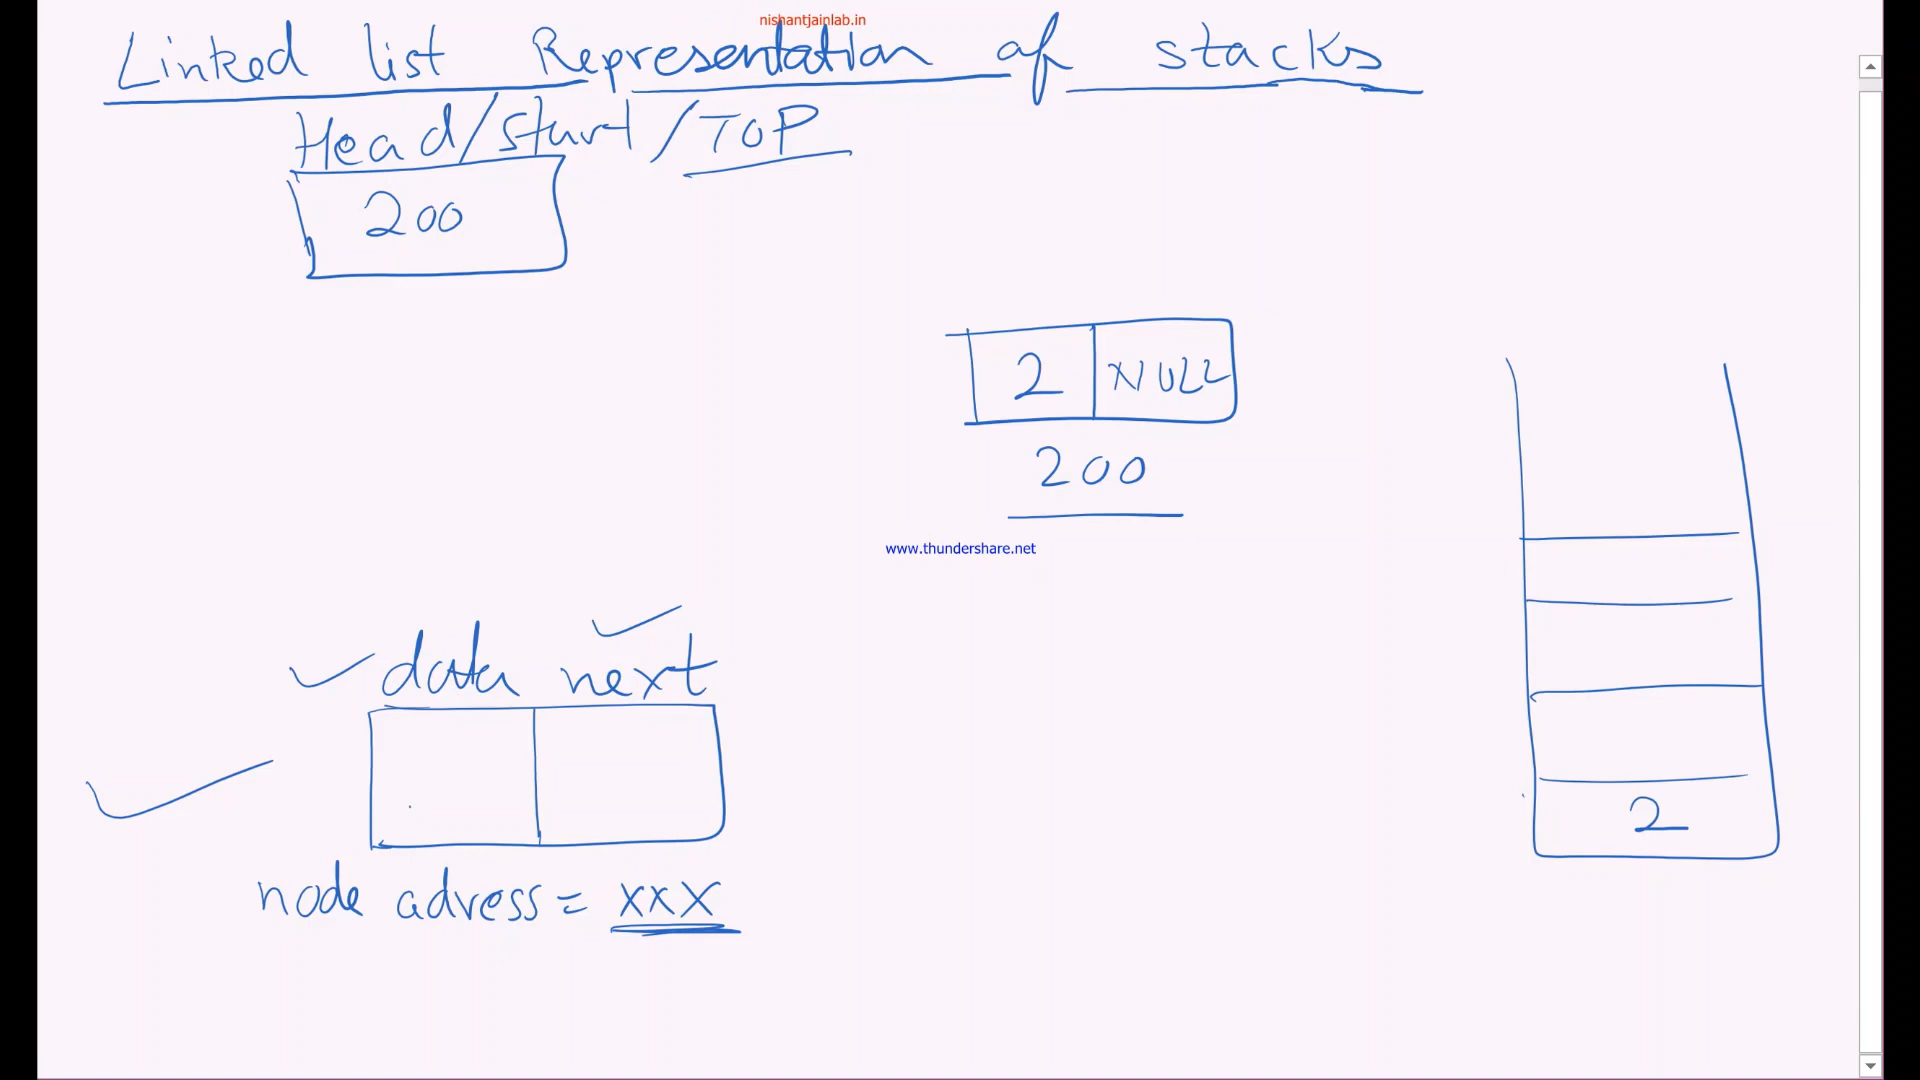 nishantjainlab.in
Linked list Representation of stacks
Head/start/TOP
200
2 NULL
200
www.thundershare.net
data next
2
node adress = xxx